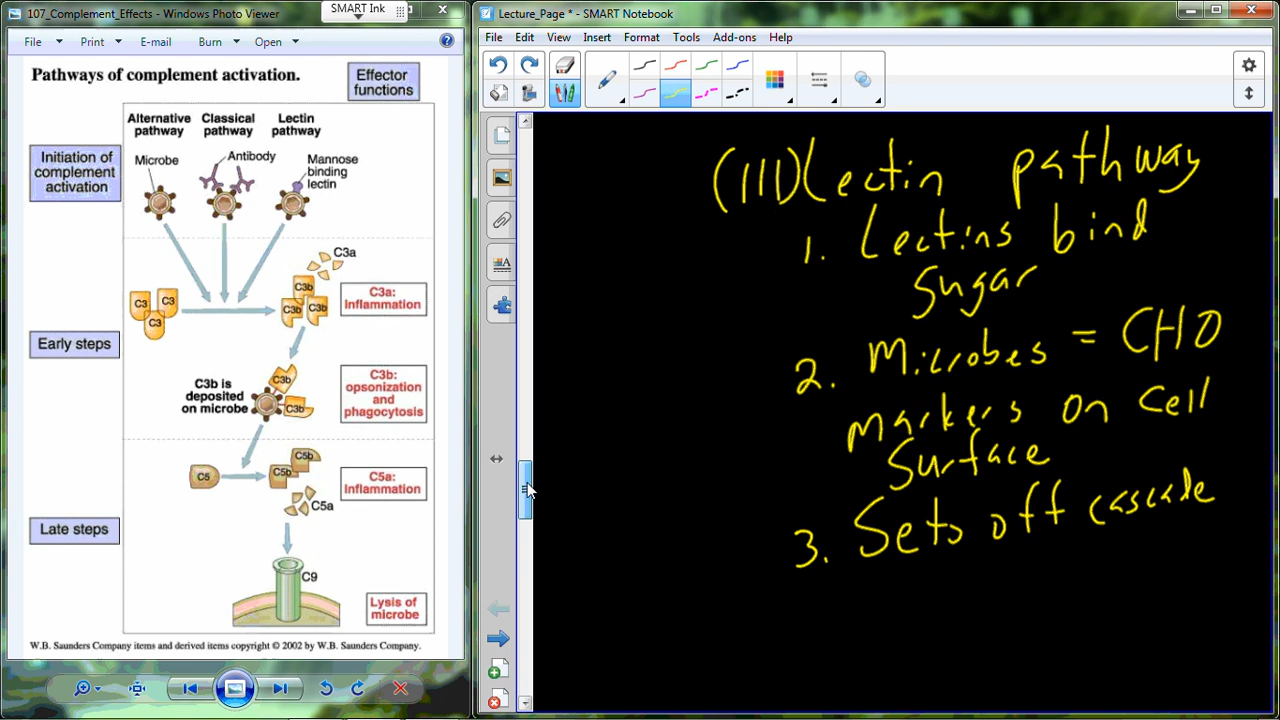 107_Complement_Effects - Windows Photo Viewer
SMART Ink
File Print E-mail Burn Open
Pathways of complement activation.
Effector
functions
Alternative
pathway
Classical
pathway
Lectin
pathway
Initiation of
complement
activation
Microbe
Antibody
Mannose
binding
lectin
C3a
C3b
C3b
C3b
C3
C3
C3
C3a:
Inflammation
Early steps
C3b is
deposited
on microbe
C3b
C3b
C3b:
opsonization
and
phagocytosis
C5
C5b
C5b
C5a
C5a:
Inflammation
Late steps
C9
Lysis of
microbe
W.B. Saunders Company items and derived items copyright © 2002 by W.B. Saunders Company.
Lecture_Page * - SMART Notebook
File Edit View Insert Format Tools Add-ons Help
(III) Lectin pathway
1. Lectins bind
sugar
2. Microbes = CHO
markers on cell
surface
3. Sets off cascade